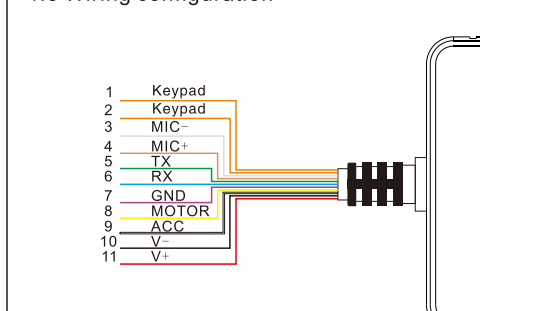 1 Keypad
2 Keypad
3 MIC-
4 MIC+
5 TX
6 RX
7 GND
8 MOTOR
9 ACC
10 V-
11 V+